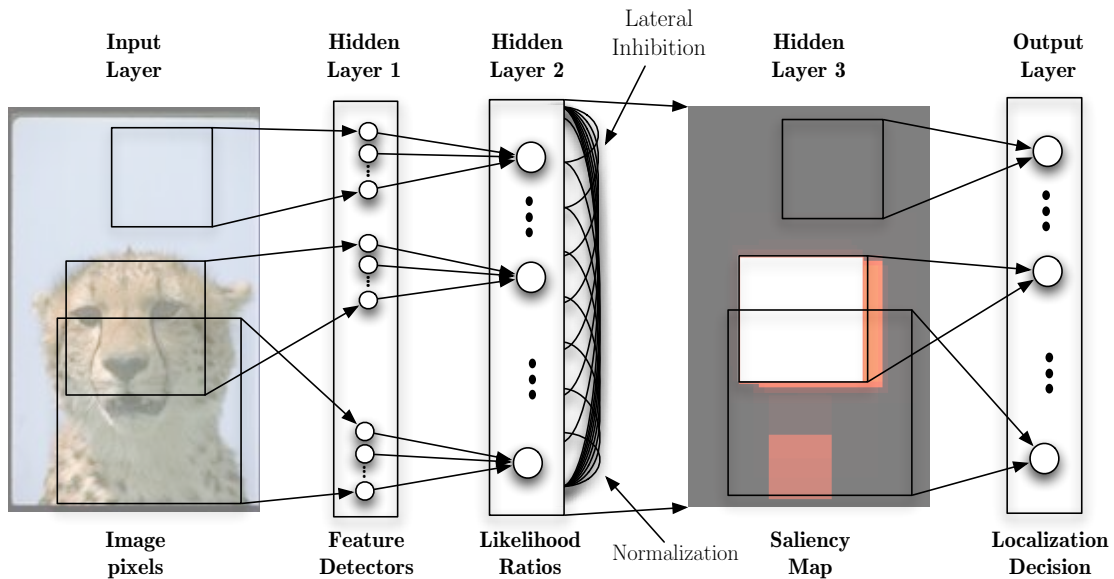 Input
Layer
Hidden
Layer 1
Hidden
Layer 2
Lateral
Inhibition
Hidden
Layer 3
Output
Layer
Image
pixels
Feature
Detectors
Likelihood
Ratios
Normalization
Saliency
Map
Localization
Decision